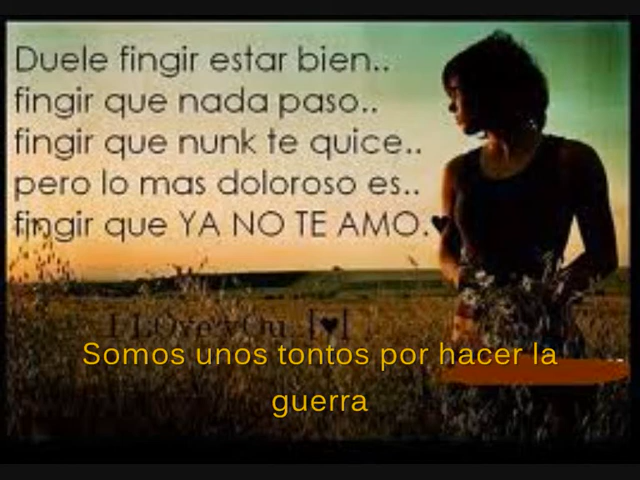 Duele fingir estar bien..
fingir que nada paso..
fingir que nunk te quice..
pero lo mas doloroso es..
fingir que YA NO TE AMO.♥
I LOve yOu [♥]
Somos unos tontos por hacer la
guerra